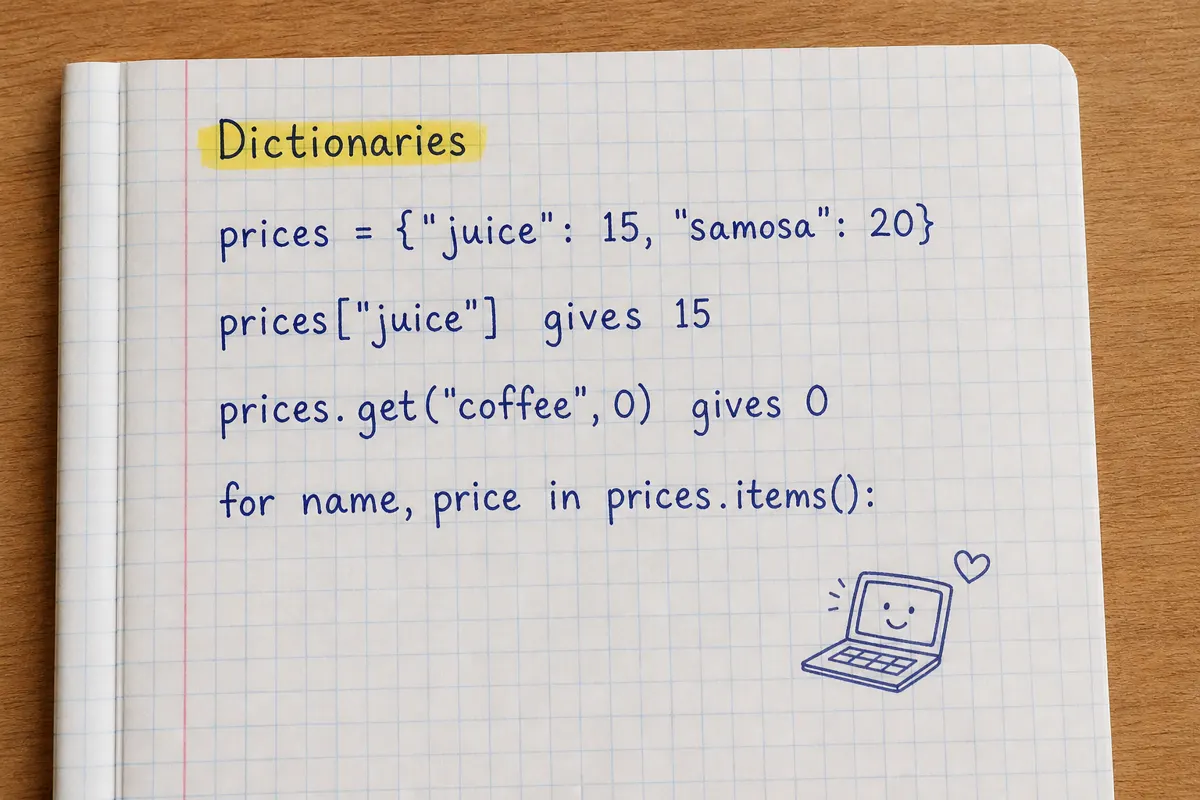 Dictionaries
prices = {"juice": 15, "samosa": 20}
prices["juice"] gives 15
prices.get("coffee", 0) gives 0
for name, price in prices.items():